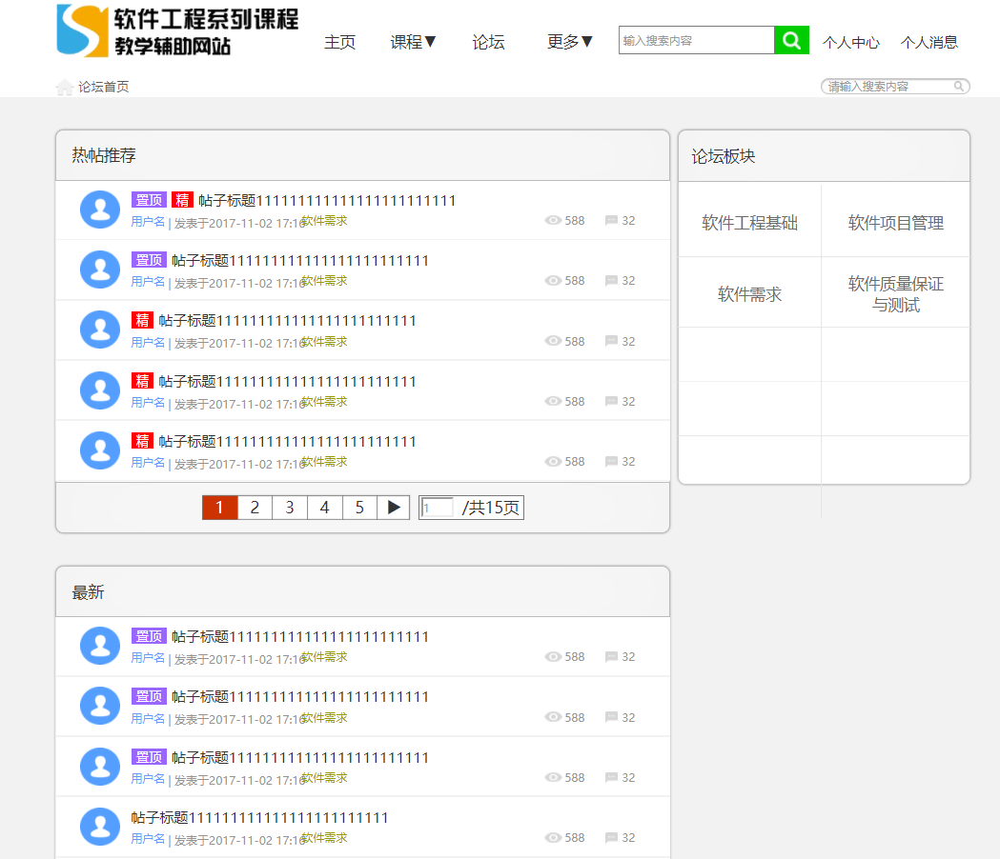 软件工程系列课程
教学辅助网站
主页 课程▼ 论坛 更多▼ 输入搜索内容 个人中心 个人消息
论坛首页 请输入搜索内容
热帖推荐
置顶 精 帖子标题111111111111111111111111
用户名 | 发表于2017-11-02 17:16 软件需求 588 32
置顶 帖子标题111111111111111111111111
用户名 | 发表于2017-11-02 17:16 软件需求 588 32
精 帖子标题111111111111111111111111
用户名 | 发表于2017-11-02 17:16 软件需求 588 32
精 帖子标题111111111111111111111111
用户名 | 发表于2017-11-02 17:16 软件需求 588 32
精 帖子标题111111111111111111111111
用户名 | 发表于2017-11-02 17:16 软件需求 588 32
1 2 3 4 5 ▶ 1 /共15页
论坛板块
软件工程基础 软件项目管理
软件需求 软件质量保证
与测试
最新
置顶 帖子标题111111111111111111111111
用户名 | 发表于2017-11-02 17:16 软件需求 588 32
置顶 帖子标题111111111111111111111111
用户名 | 发表于2017-11-02 17:16 软件需求 588 32
置顶 帖子标题111111111111111111111111
用户名 | 发表于2017-11-02 17:16 软件需求 588 32
帖子标题111111111111111111111111
用户名 | 发表于2017-11-02 17:16 软件需求 588 32